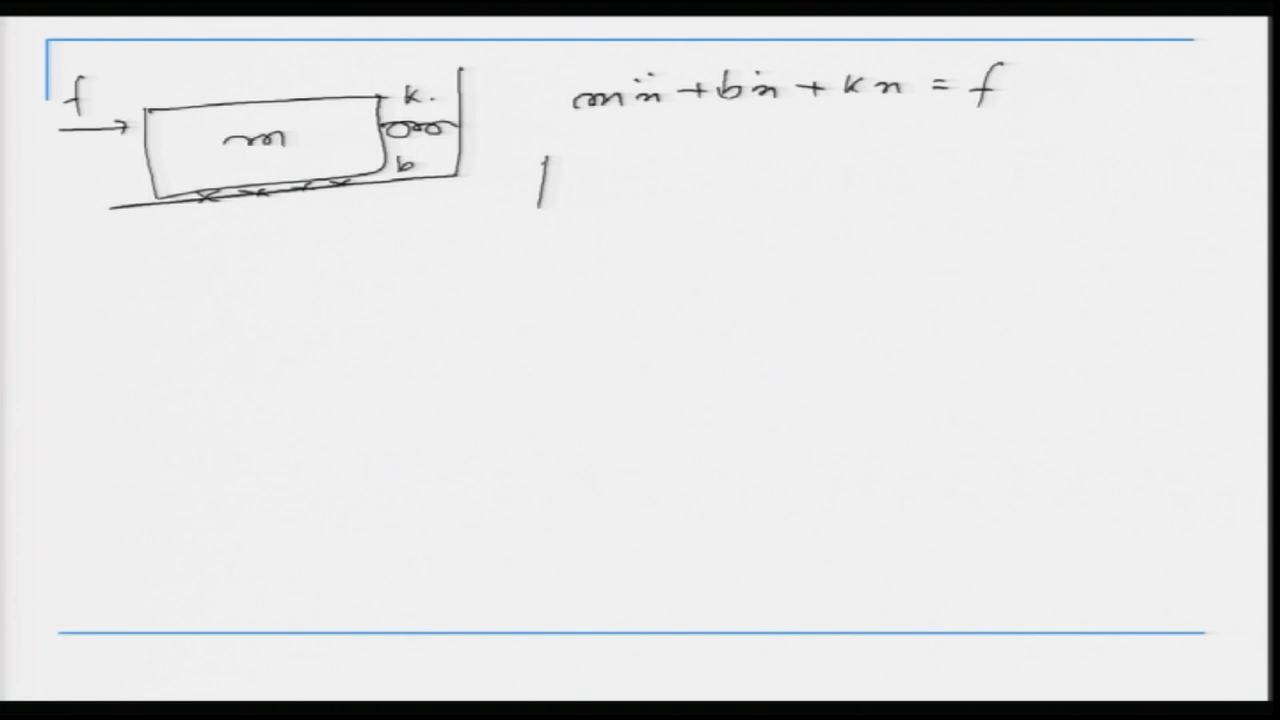 f
k.
m
b
mẍ + bẋ + kx = f